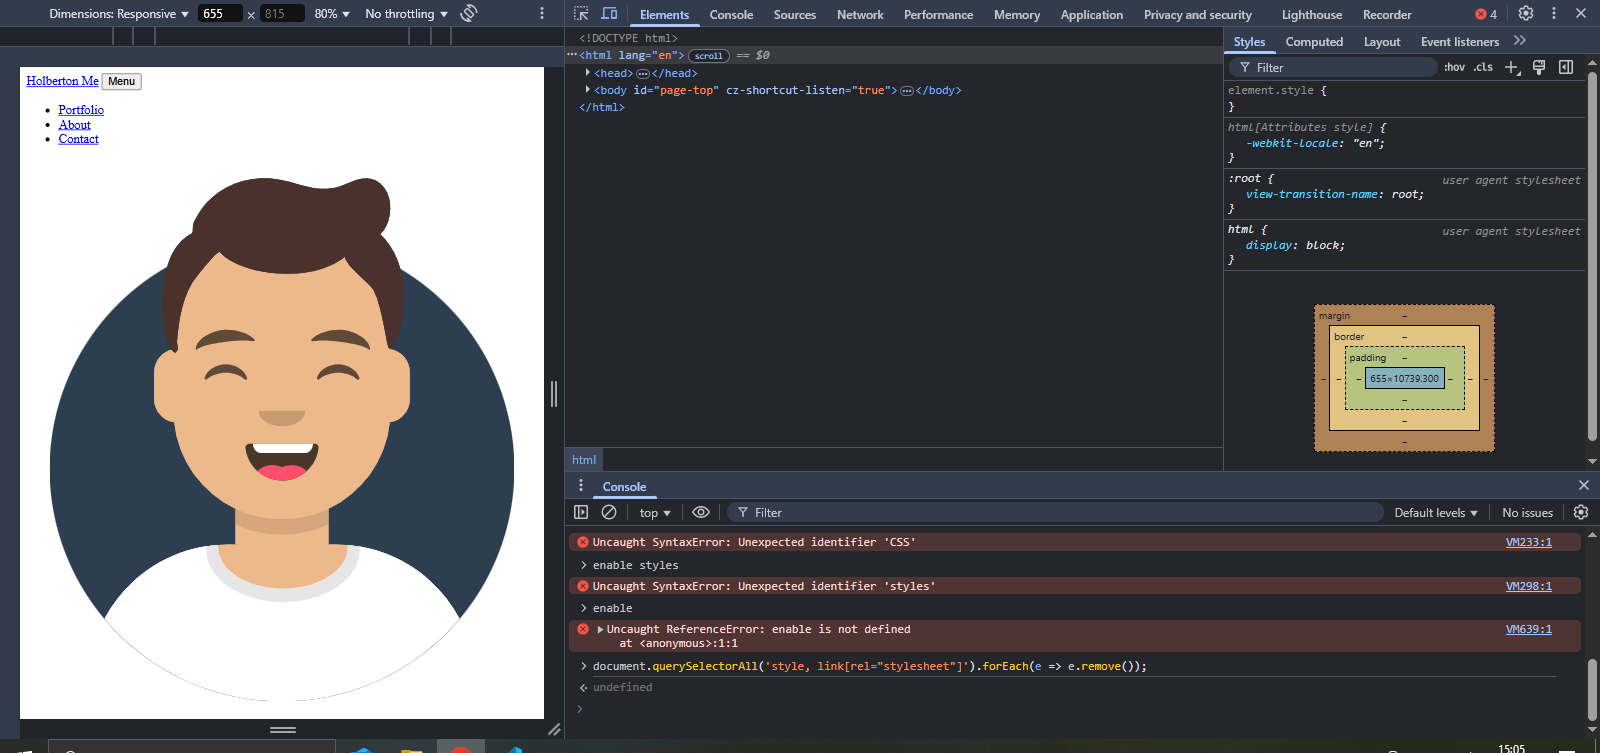 Dimensions: Responsive 655 × 815 80% No throttling
Elements Console Sources Network Performance Memory Application Privacy and security Lighthouse Recorder 4
Holberton Me Menu
Portfolio
About
Contact
<!DOCTYPE html>
<html lang="en"> scroll == $0
<head> </head>
<body id="page-top" cz-shortcut-listen="true"> </body>
</html>
html
Styles Computed Layout Event listeners
Filter :hov .cls
element.style {
}
html[Attributes style] {
-webkit-locale: "en";
}
:root { user agent stylesheet
view-transition-name: root;
}
html { user agent stylesheet
display: block;
}
margin –
border –
padding –
– – – 655×10739.300 – – –
–
–
–
Console
top Filter Default levels No issues
Uncaught SyntaxError: Unexpected identifier 'CSS' VM233:1
> enable styles
Uncaught SyntaxError: Unexpected identifier 'styles' VM298:1
> enable
Uncaught ReferenceError: enable is not defined VM639:1
at <anonymous>:1:1
> document.querySelectorAll('style, link[rel="stylesheet"]').forEach(e => e.remove());
undefined
>
15:05